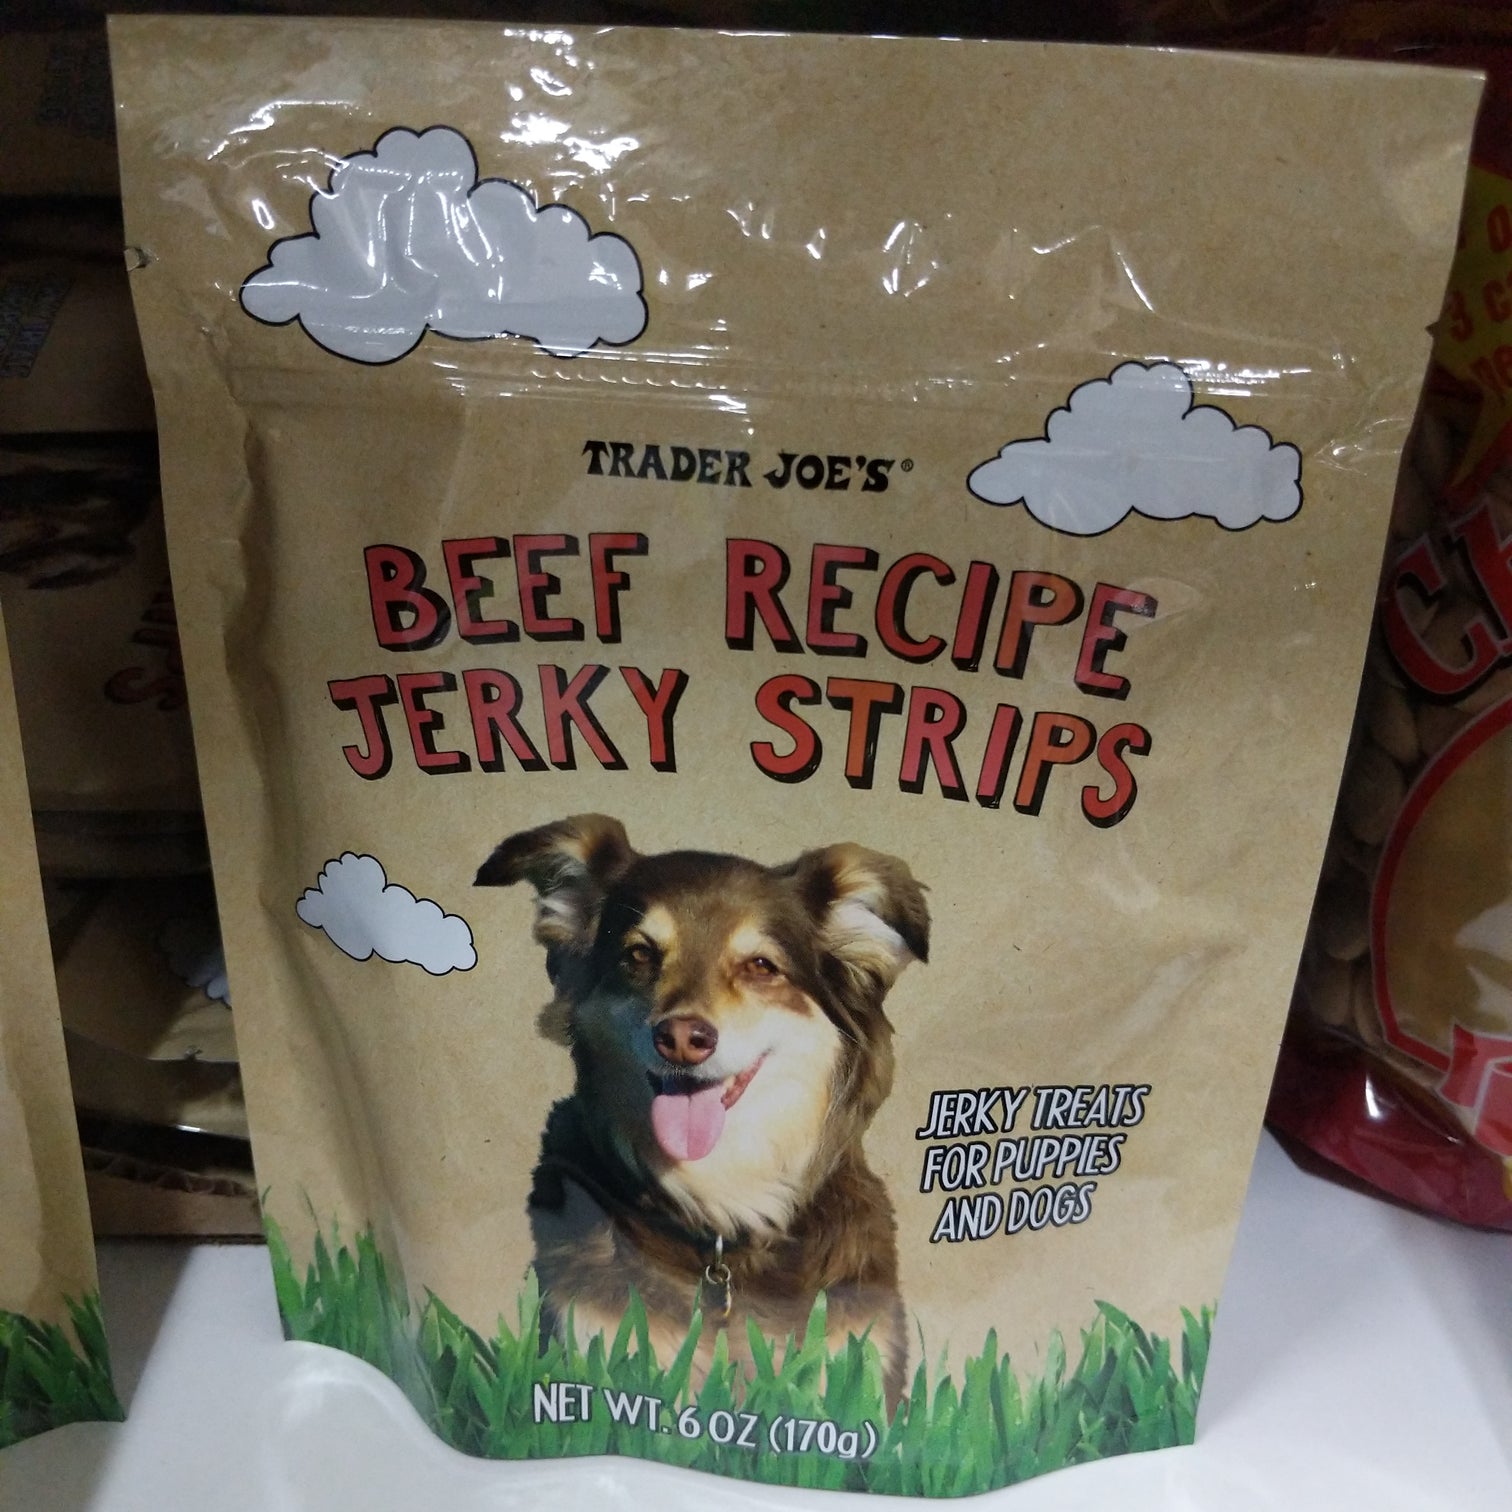 TRADER JOE'S®
BEEF RECIPE
JERKY STRIPS
JERKY TREATS
FOR PUPPIES
AND DOGS
NET WT. 6 OZ (170g)